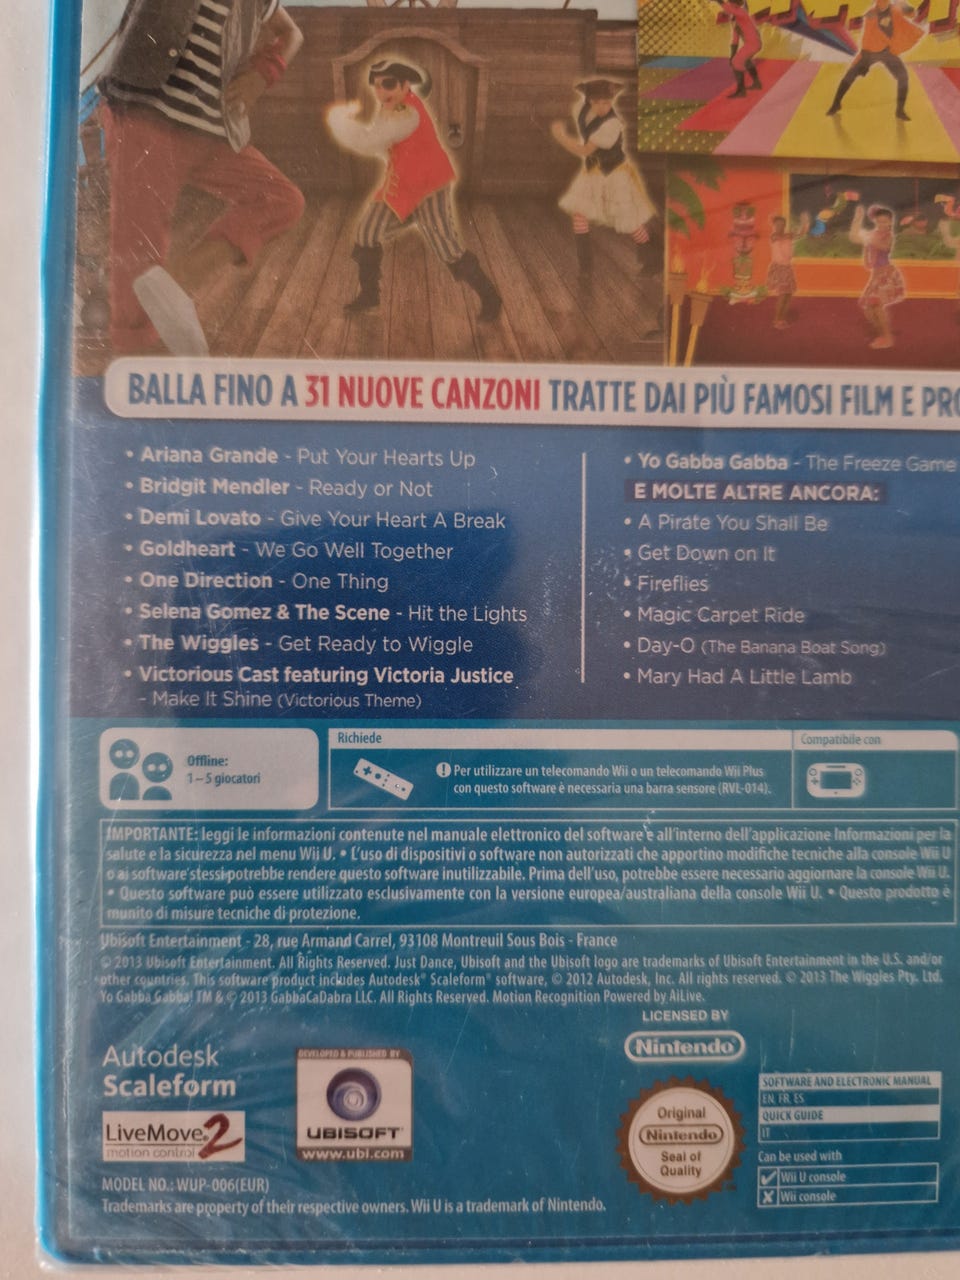 BALLA FINO A 31 NUOVE CANZONI TRATTE DAI PIÙ FAMOSI FILM E
• Ariana Grande - Put Your Hearts Up
• Bridgit Mendler - Ready or Not
• Demi Lovato - Give Your Heart A Break
• Goldheart - We Go Well Together
• One Direction - One Thing
• Selena Gomez & The Scene - Hit the Lights
• The Wiggles - Get Ready to Wiggle
• Victorious Cast featuring Victoria Justice
- Make It Shine (Victorious Theme)
• Yo Gabba Gabba - The Freeze Game
E MOLTE ALTRE ANCORA:
• A Pirate You Shall Be
• Get Down on It
• Fireflies
• Magic Carpet Ride
• Day-O (The Banana Boat Song)
• Mary Had A Little Lamb
Offline:
1–5 giocatori
Richiede
! Per utilizzare un telecomando Wii o un telecomando Wii Plus
con questo software è necessaria una barra sensore (RVL-014).
Compatibile con
IMPORTANTE: leggi le informazioni contenute nel manuale elettronico del software e all'interno dell'applicazione Informazioni per la
salute e la sicurezza nel menu Wii U. • L'uso di dispositivi o software non autorizzati che apportino modifiche tecniche alla console Wii U
o ai software stessi potrebbe rendere questo software inutilizzabile. Prima dell'uso, potrebbe essere necessario aggiornare la console Wii U.
• Questo software può essere utilizzato esclusivamente con la versione europea/australiana della console Wii U. • Questo prodotto è
munito di misure tecniche di protezione.
Ubisoft Entertainment - 28, rue Armand Carrel, 93108 Montreuil Sous Bois - France
© 2013 Ubisoft Entertainment. All Rights Reserved. Just Dance, Ubisoft and the Ubisoft logo are trademarks of Ubisoft Entertainment in the U.S. and/or
other countries. This software product includes Autodesk® Scaleform® software, © 2012 Autodesk, Inc. All rights reserved. © 2013 The Wiggles Pty. Ltd.
Yo Gabba Gabba! TM & © 2013 GabbaCaDabra LLC. All Rights Reserved. Motion Recognition Powered by AiLive.
LICENSED BY
Nintendo®
Autodesk®
Scaleform®
LiveMove® 2
motion control
DEVELOPED & PUBLISHED BY
UBISOFT®
www.ubi.com
Original
Nintendo
Seal of
Quality
SOFTWARE AND ELECTRONIC MANUAL
EN, FR, ES
QUICK GUIDE
IT
Can be used with
✓ Wii U console
✗ Wii console
MODEL NO.: WUP-006(EUR)
Trademarks are property of their respective owners. Wii U is a trademark of Nintendo.